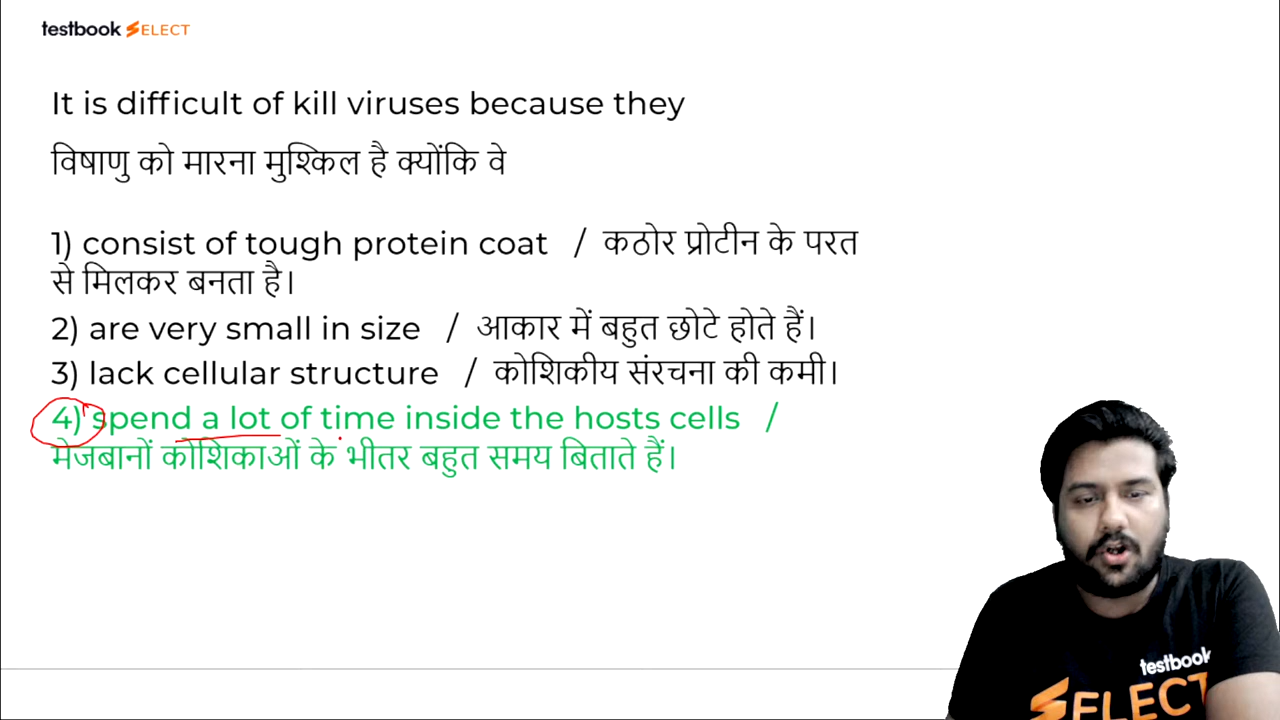 testbook SELECT
It is difficult of kill viruses because they
विषाणु को मारना मुश्किल है क्योंकि वे
1) consist of tough protein coat / कठोर प्रोटीन के परत
से मिलकर बनता है।
2) are very small in size / आकार में बहुत छोटे होते हैं।
3) lack cellular structure / कोशिकीय संरचना की कमी।
4) spend a lot of time inside the hosts cells /
मेजबानों कोशिकाओं के भीतर बहुत समय बिताते हैं।
testbook
SELECT